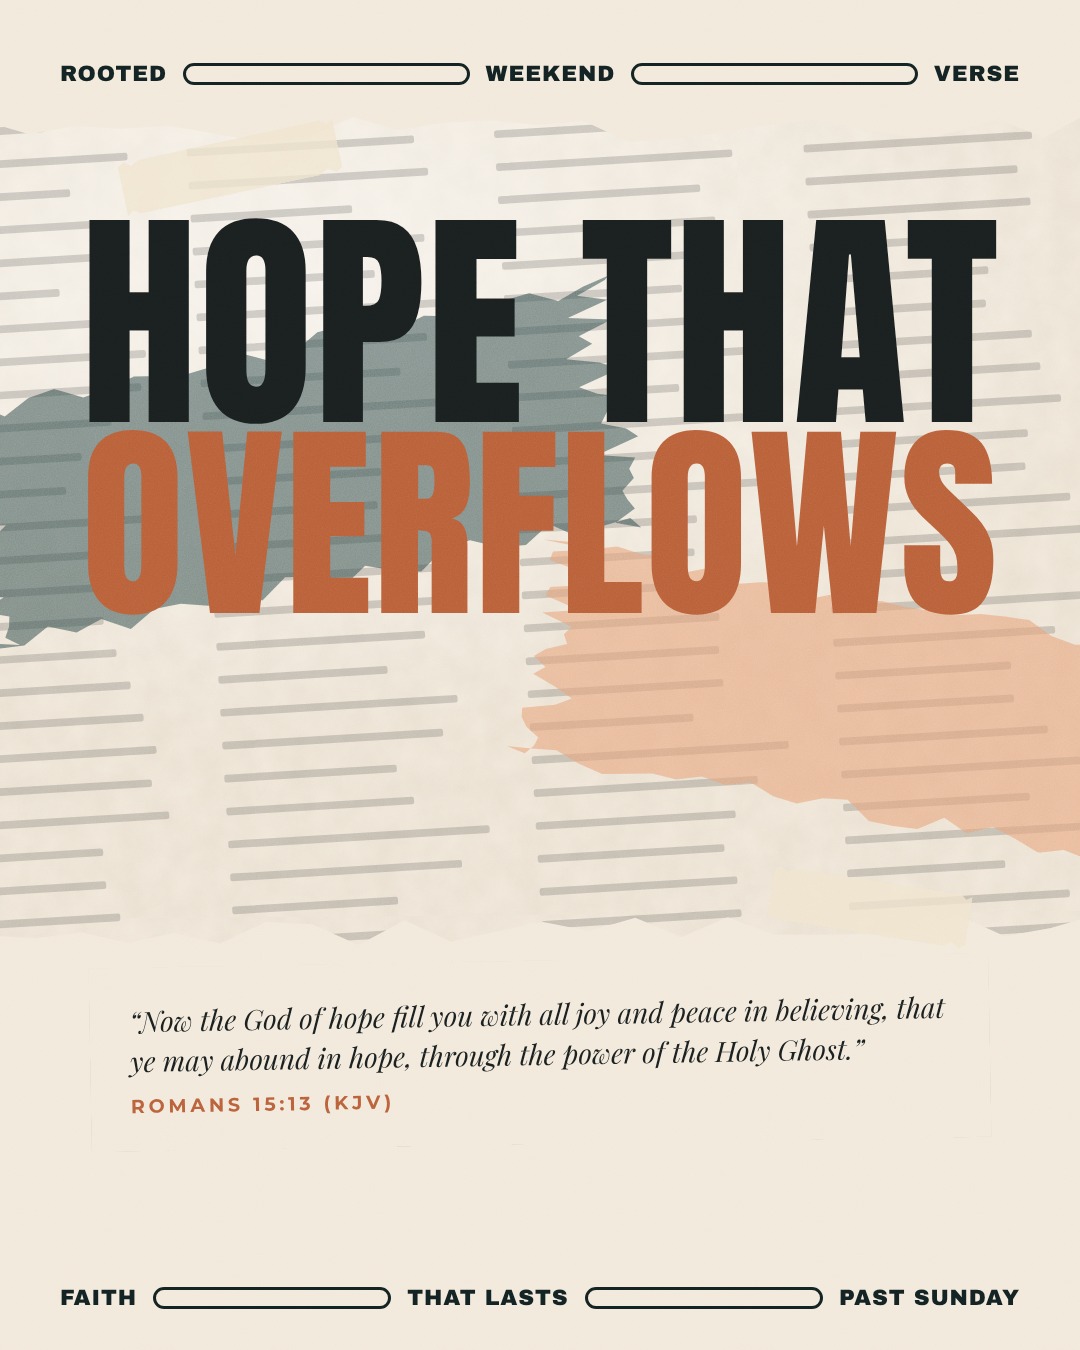 ROOTED WEEKEND VERSE
HOPE THAT
OVERFLOWS
“Now the God of hope fill you with all joy and peace in believing, that
ye may abound in hope, through the power of the Holy Ghost.”
ROMANS 15:13 (KJV)
FAITH THAT LASTS PAST SUNDAY